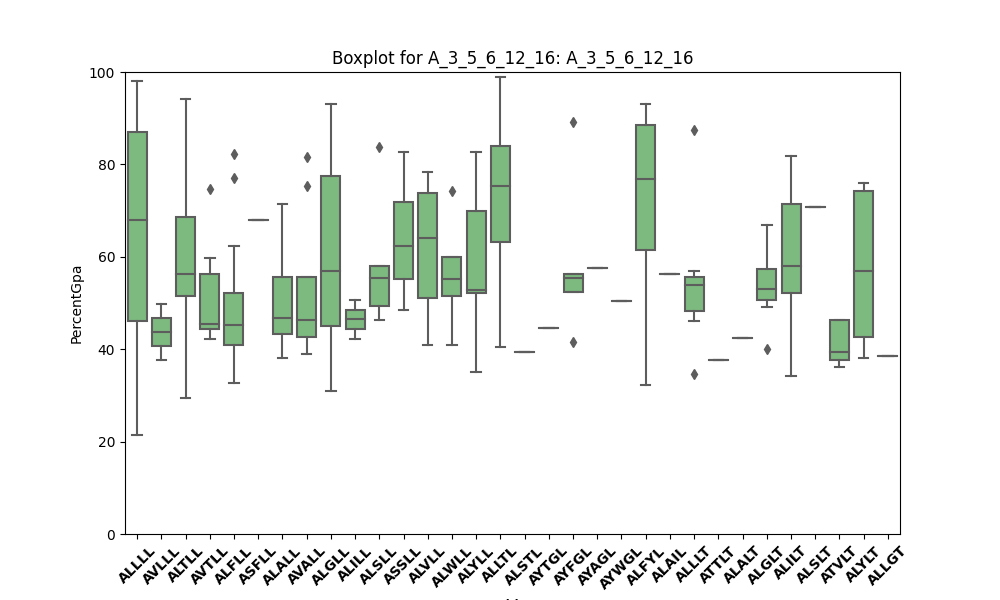 Boxplot for A_3_5_6_12_16: A_3_5_6_12_16
PercentGpa
100
80
60
40
20
0
ALLLL AVLLL ALTLL AVTLL ALFLL ASFLL ALALL AVALL ALGLL ALILL ALSLL ASSLL ALVLL ALWLL ALYLL ALLTL ALSTL AYTGL AYFGL AYAGL AYWGL ALFYL ALAIL ALLLT ATTLT ALALT ALGLT ALILT ALSLT ATVLT ALYLT ALLGT